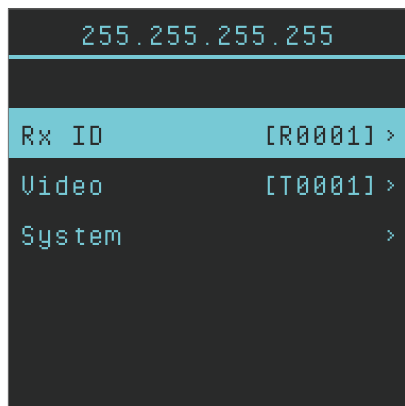 255.255.255.255
Rx ID [R0001] >
Video [T0001] >
System >